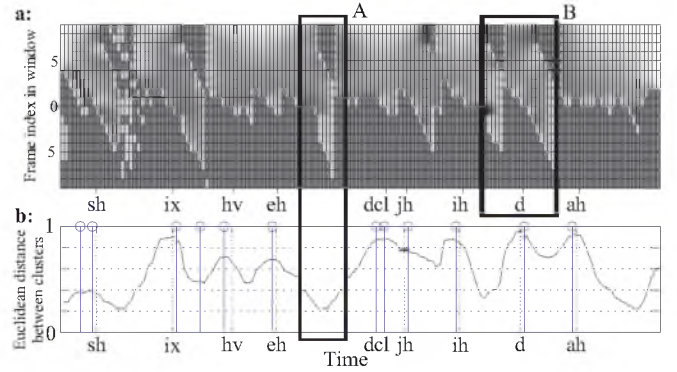 a:
A
B
Frame index in window
5
0
5
sh ix hv eh dcl jh ih d ah
b:
Euclidean distance
between clusters
1
0
sh ix hv eh dcl jh ih d ah
Time